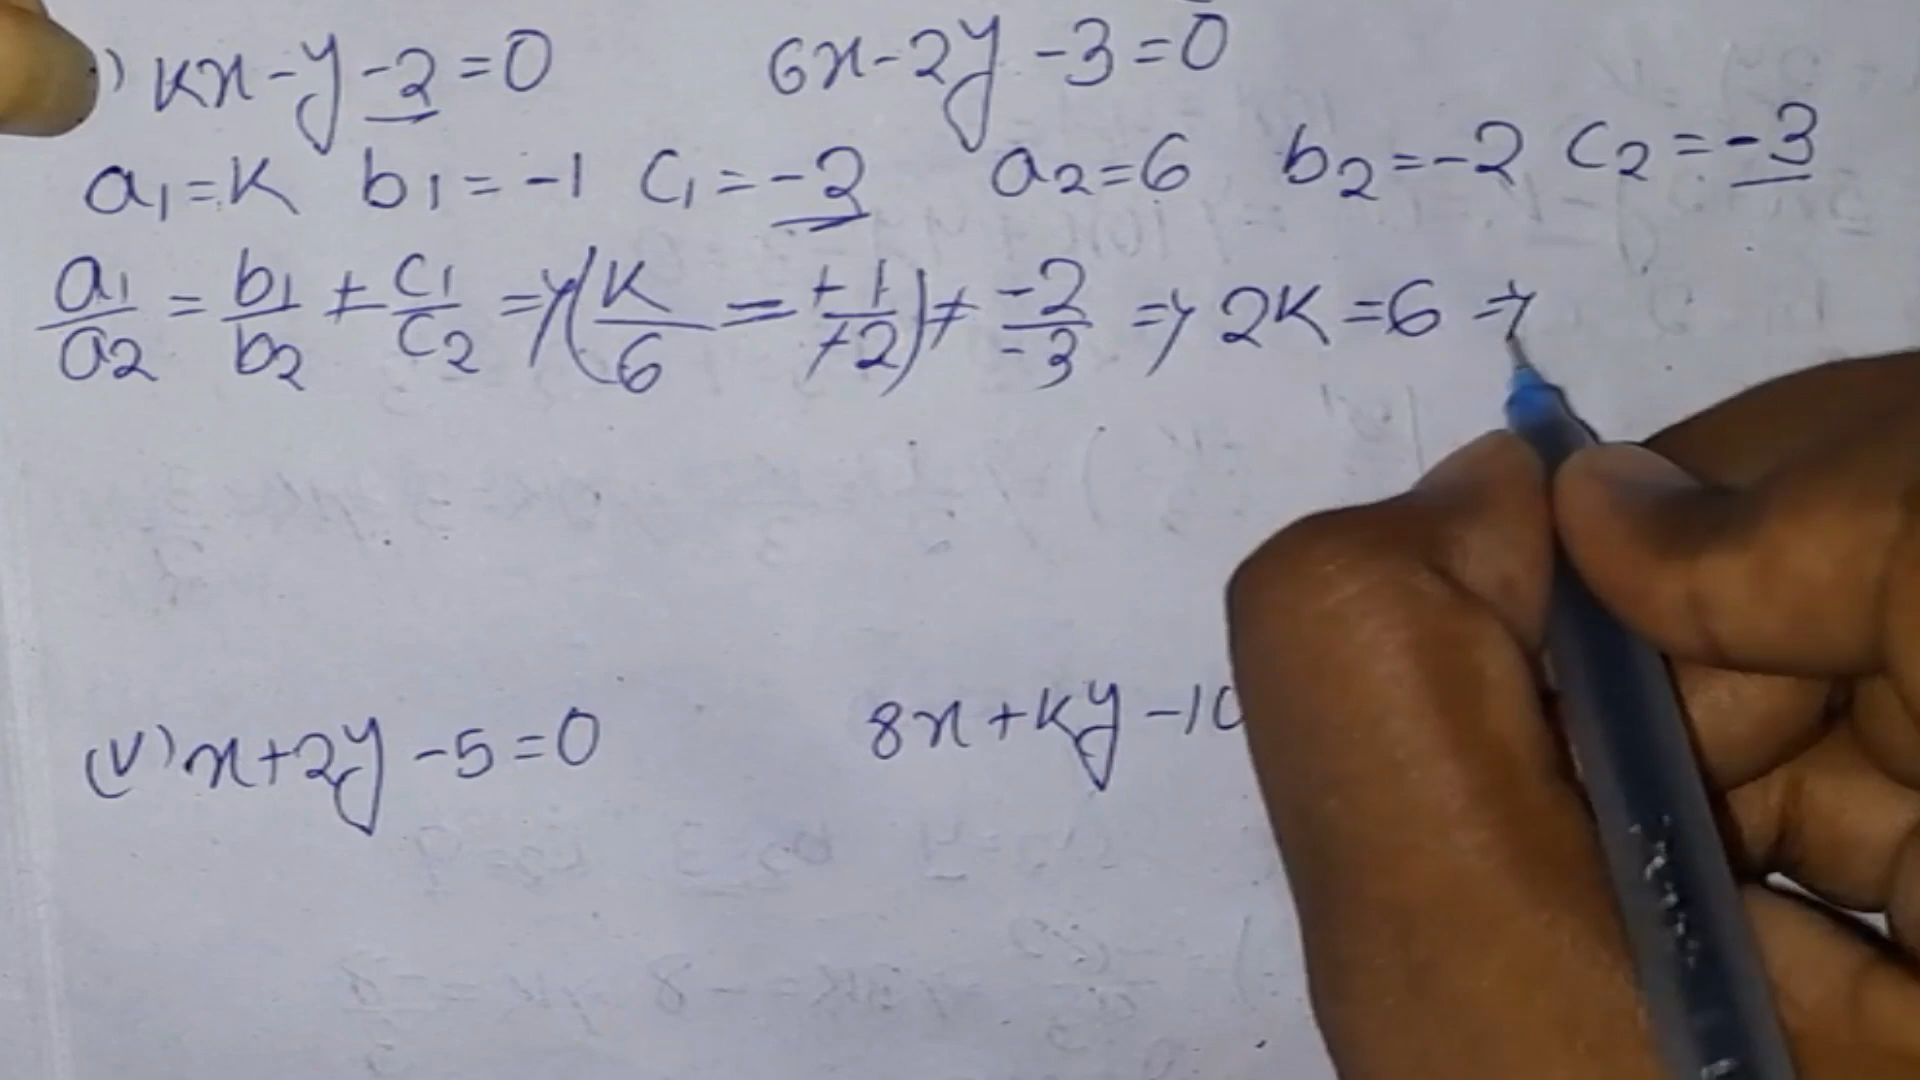 ) kx-y-2=0 6x-2y-3=0
a₁=k b₁=-1 c₁=-2 a₂=6 b₂=-2 c₂=-3
a₁/a₂ = b₁/b₂ ≠ c₁/c₂ ⇒ (k/6 = +1/+2) ≠ -2/-3 ⇒ 2k=6 ⇒
(v) x+2y-5=0 8x+ky-10